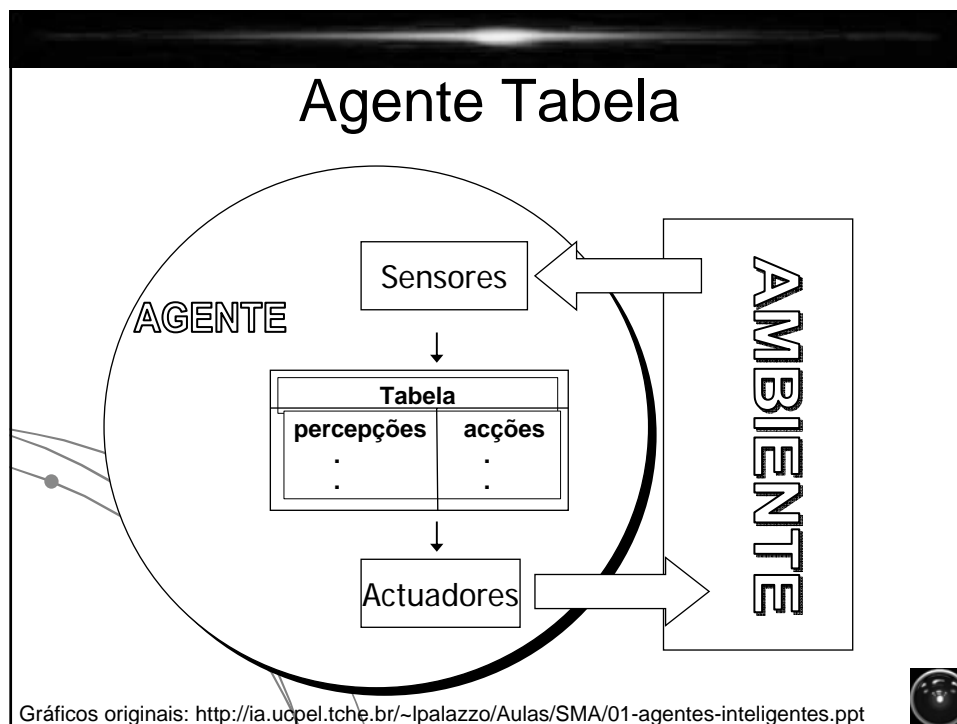 Agente Tabela
Sensores
AGENTE
AMBIENTE
Tabela
percepções acções
. .
. .
Actuadores
Gráficos originais: http://ia.ucpel.tche.br/~lpalazzo/Aulas/SMA/01-agentes-inteligentes.ppt